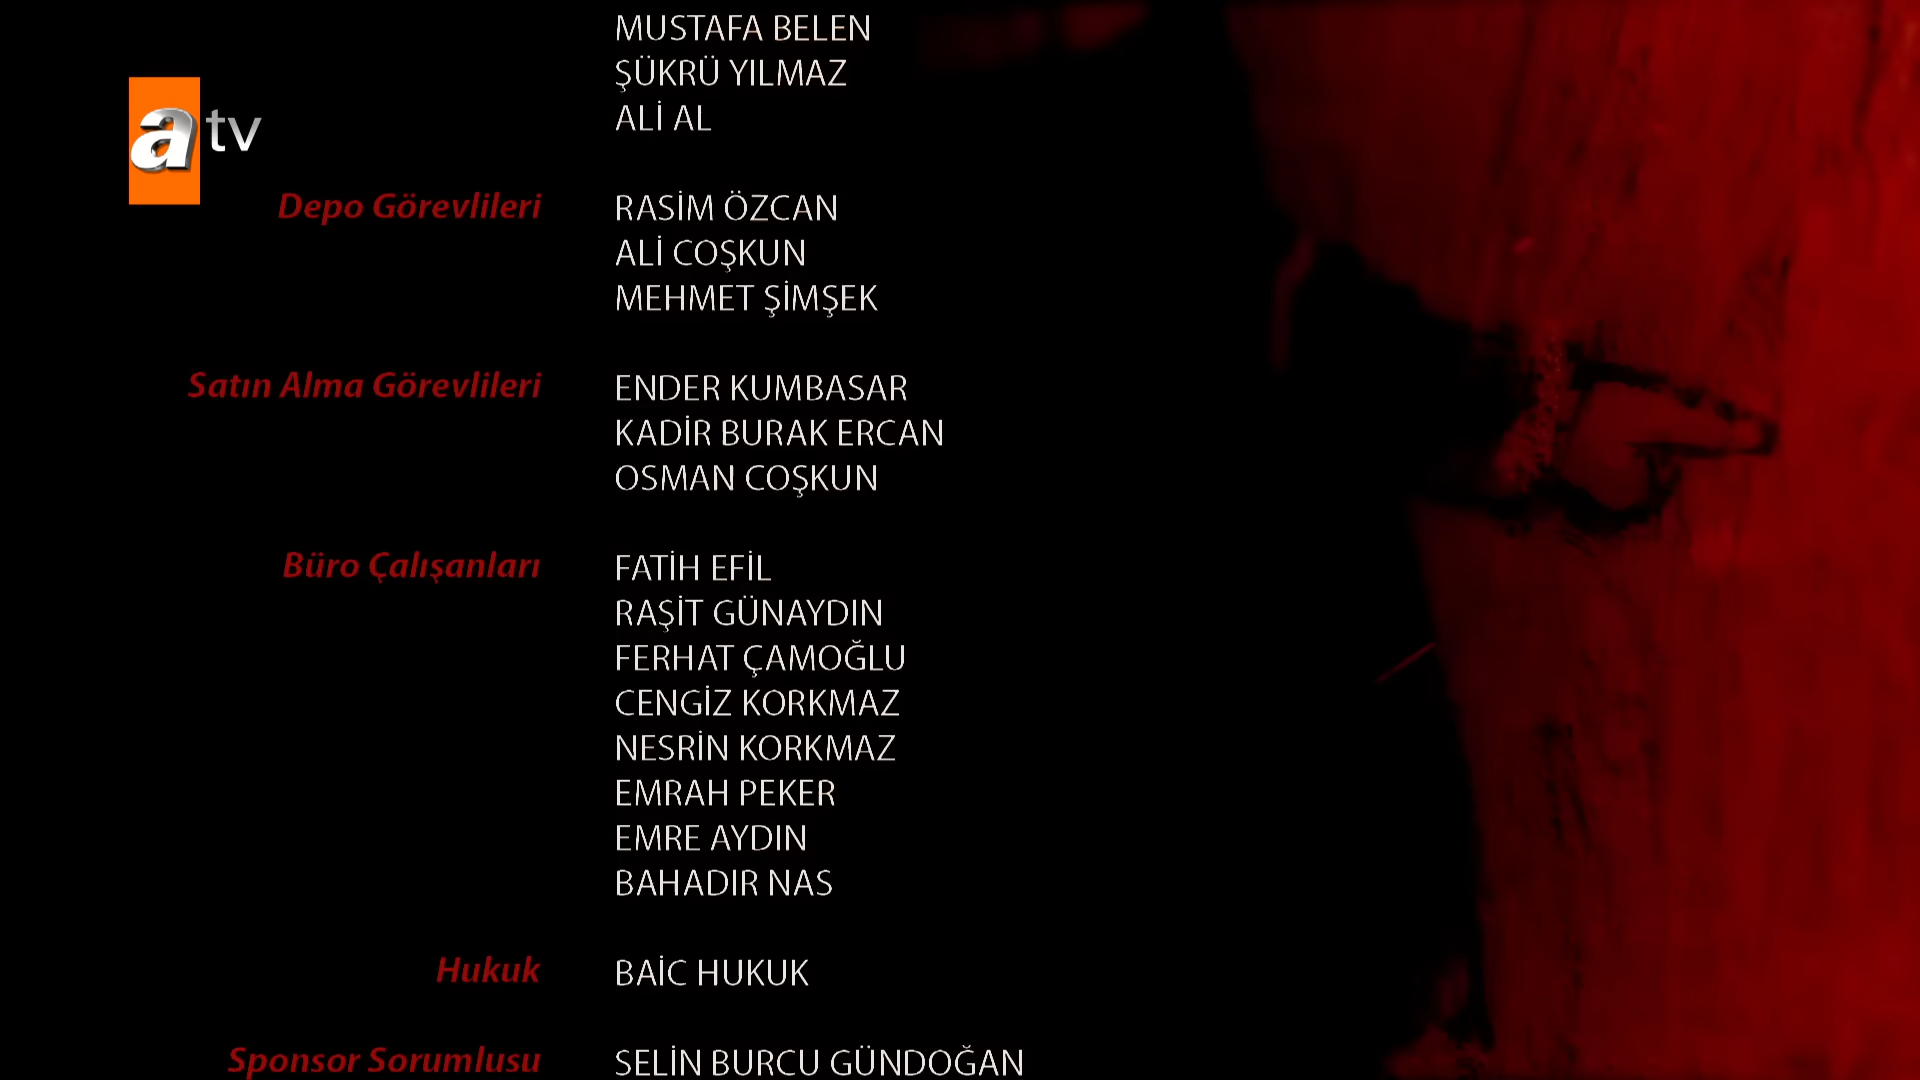 MUSTAFA BELEN
ŞÜKRÜ YILMAZ
ALİ AL
atv
Depo Görevlileri RASİM ÖZCAN
ALİ COŞKUN
MEHMET ŞİMŞEK
Satın Alma Görevlileri ENDER KUMBASAR
KADİR BURAK ERCAN
OSMAN COŞKUN
Büro Çalışanları FATİH EFİL
RAŞİT GÜNAYDIN
FERHAT ÇAMOĞLU
CENGİZ KORKMAZ
NESRİN KORKMAZ
EMRAH PEKER
EMRE AYDIN
BAHADIR NAS
Hukuk BAİC HUKUK
Sponsor Sorumlusu SELİN BURCU GÜNDOĞAN